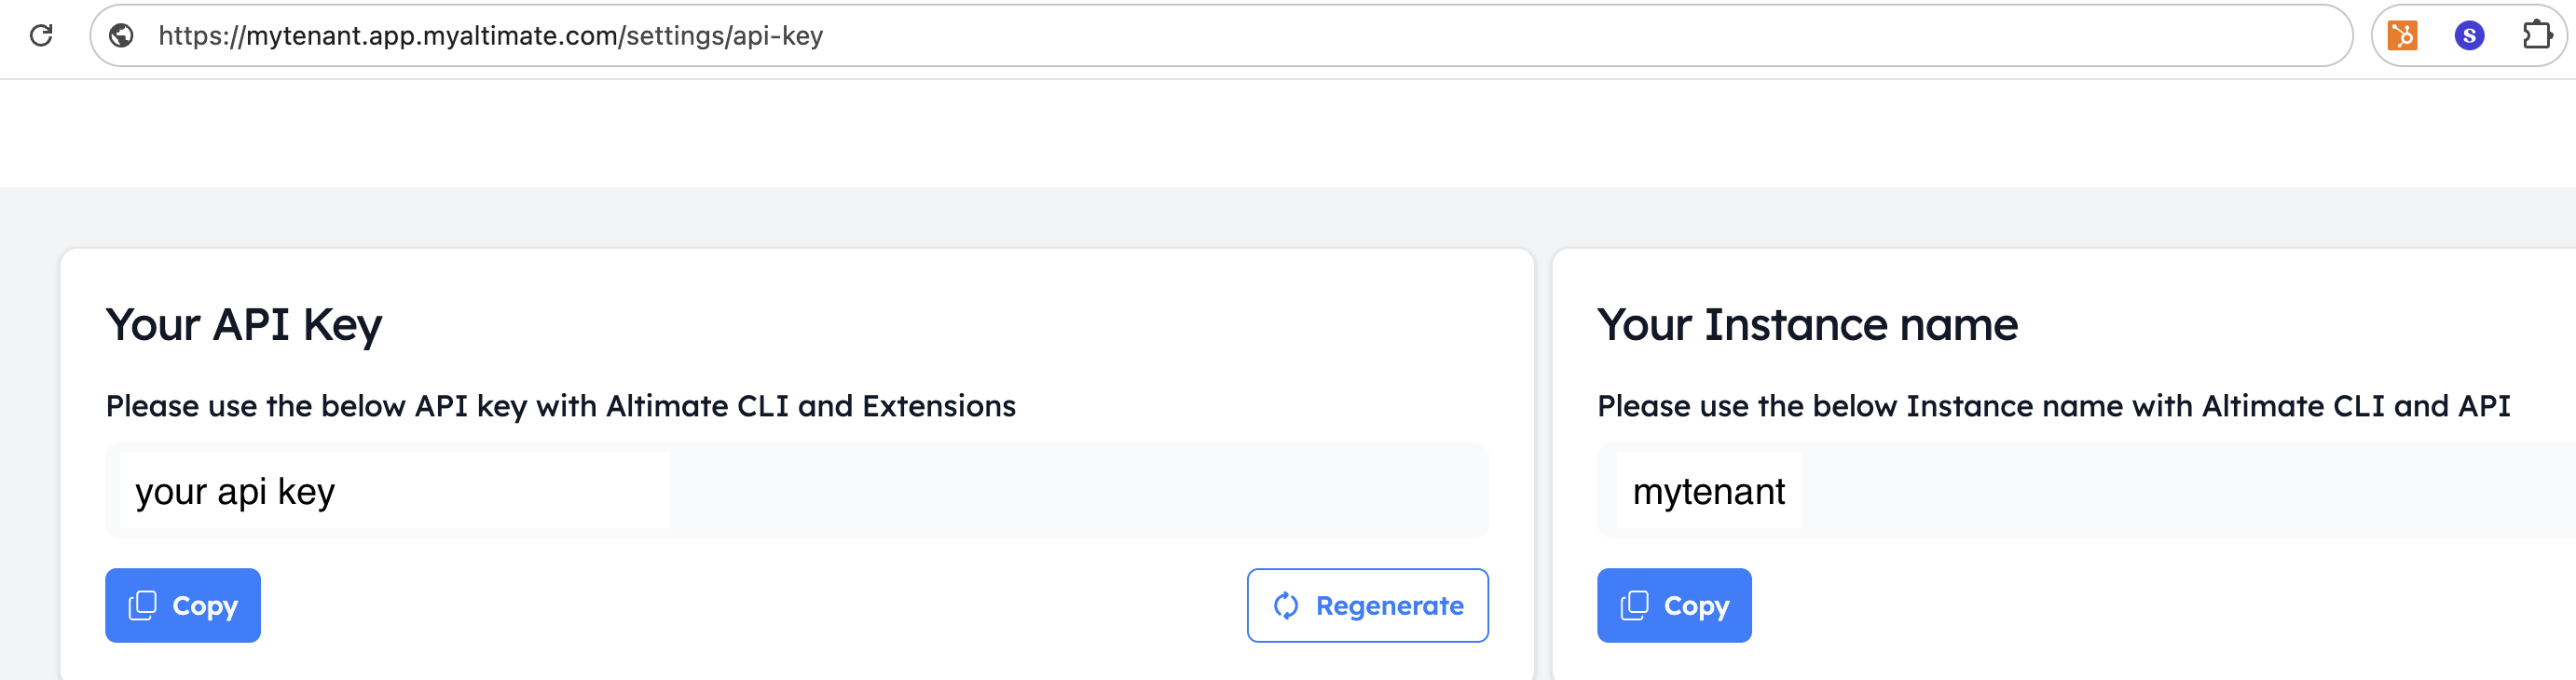 https://mytenant.app.myaltimate.com/settings/api-key
S
Your API Key
Please use the below API key with Altimate CLI and Extensions
your api key
Copy
Regenerate
Your Instance name
Please use the below Instance name with Altimate CLI and API
mytenant
Copy